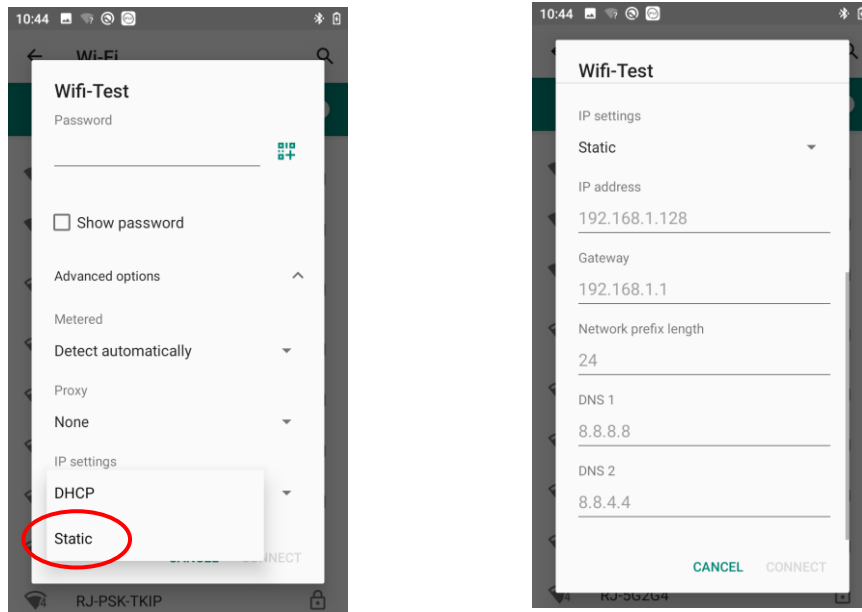 10:44
Wi-Fi
Wifi-Test
Password
Show password
Advanced options
Metered
Detect automatically
Proxy
None
IP settings
DHCP
Static
CANCEL CONNECT
RJ-PSK-TKIP
10:44
Wifi-Test
IP settings
Static
IP address
192.168.1.128
Gateway
192.168.1.1
Network prefix length
24
DNS 1
8.8.8.8
DNS 2
8.8.4.4
CANCEL CONNECT
RJ-5G2G4